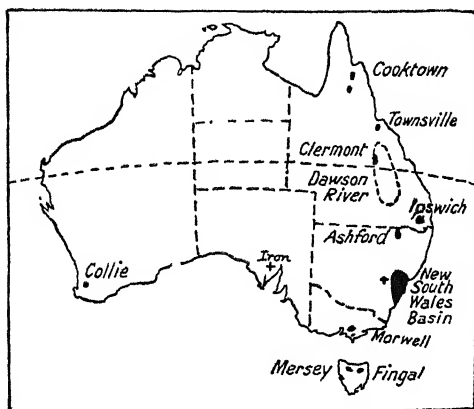 Cooktown
Townsville
Clermont
Dawson
River
Ipswich
Ashford
Iron
Collie
New
South
Wales
Basin
Morwell
Mersey Fingal